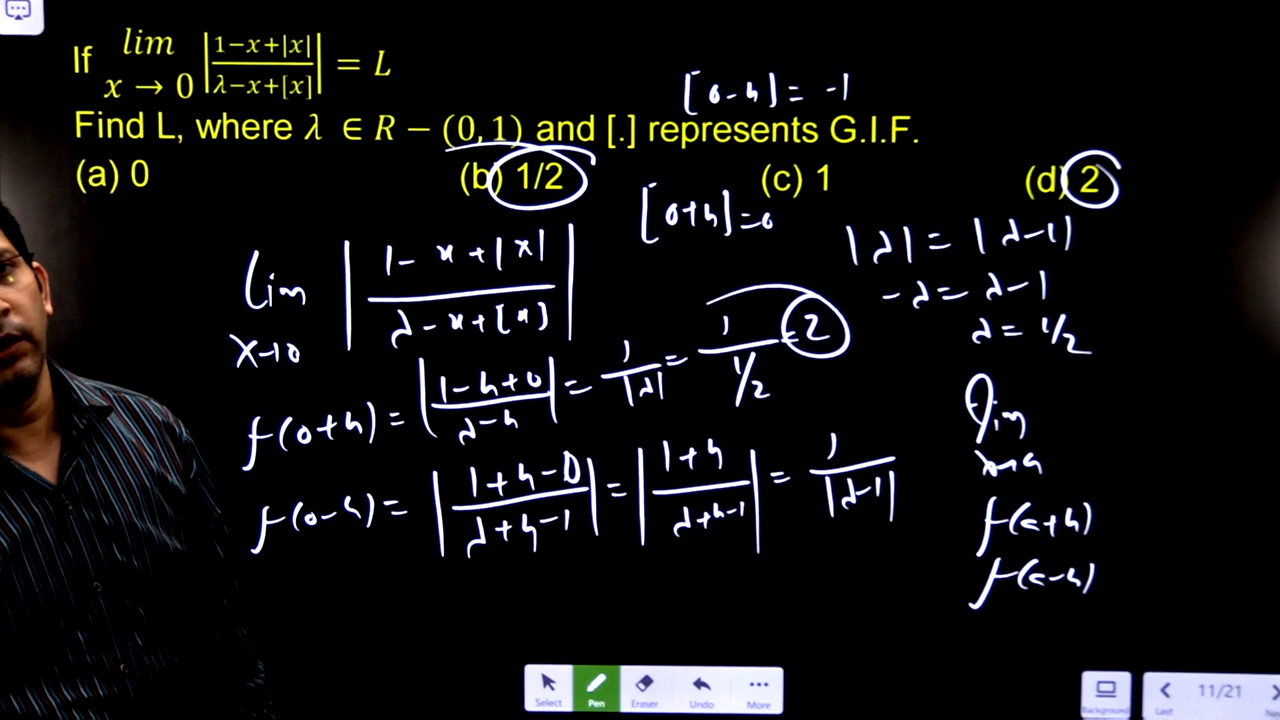 If lim x → 0 |1−x+|x| / λ−x+[x]| = L
[0-h] = -1
Find L, where λ ∈ R − (0,1) and [.] represents G.I.F.
(a) 0 (b) 1/2 (c) 1 (d) 2
[0+h] = 0
|λ| = |λ-1|
-λ = λ-1
λ = 1/2
lim x→0 |1-x+|x| / λ-x+[x]|
f(0+h) = |1-h+0 / λ-h| = 1/|λ| = 1/1/2 = 2
f(0-h) = |1+h-0 / λ+h-1| = |1+h / λ+h-1| = 1/|λ-1|
lim
x→a
f(a+h)
f(a-h)
Select Pen Eraser Undo More
Background
Last 11/21